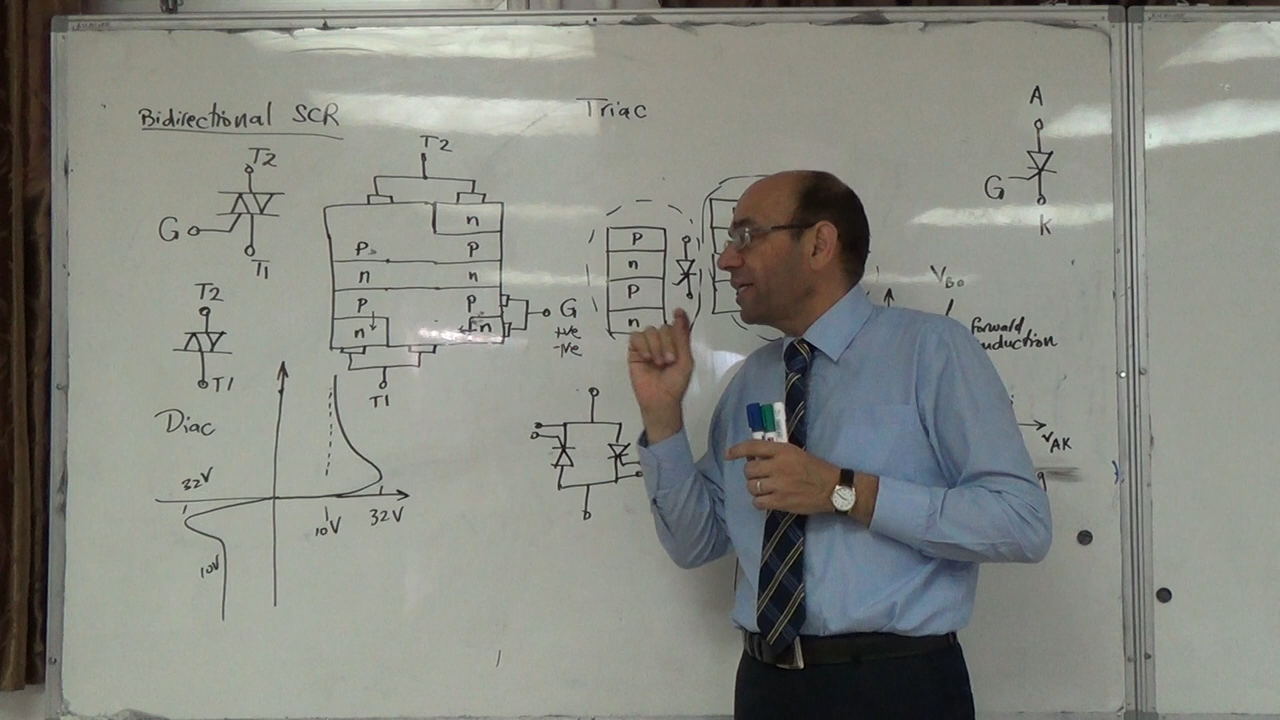 Bidirectional SCR
T2
G
T1
T2
T1
Diac
32V
10V
10V
32V
T2
n
P
P
n
n
P
P
n
n
G
+ve
-ve
T1
Triac
P
n
P
n
A
G
K
VBO
Forward
VAK